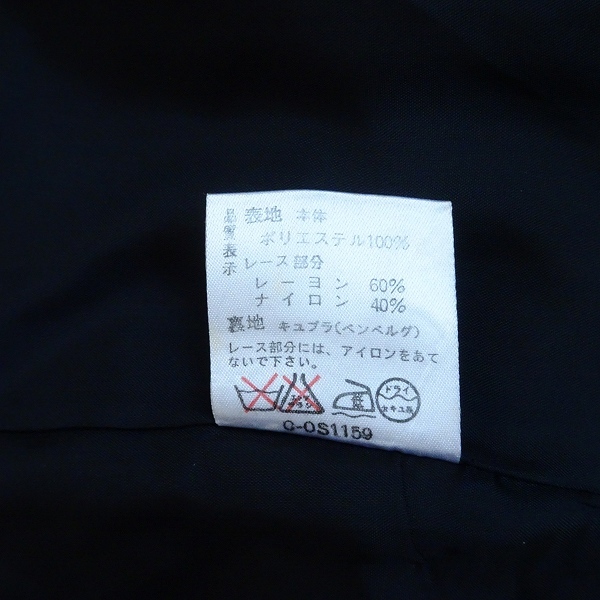 品質表示
表地 本体
ポリエステル100%
レース部分
レーヨン 60%
ナイロン 40%
裏地 キュプラ(ベンベルグ)
レース部分には、アイロンをあて
ないで下さい。
低
ドライ
セキユ系
C-OS1159